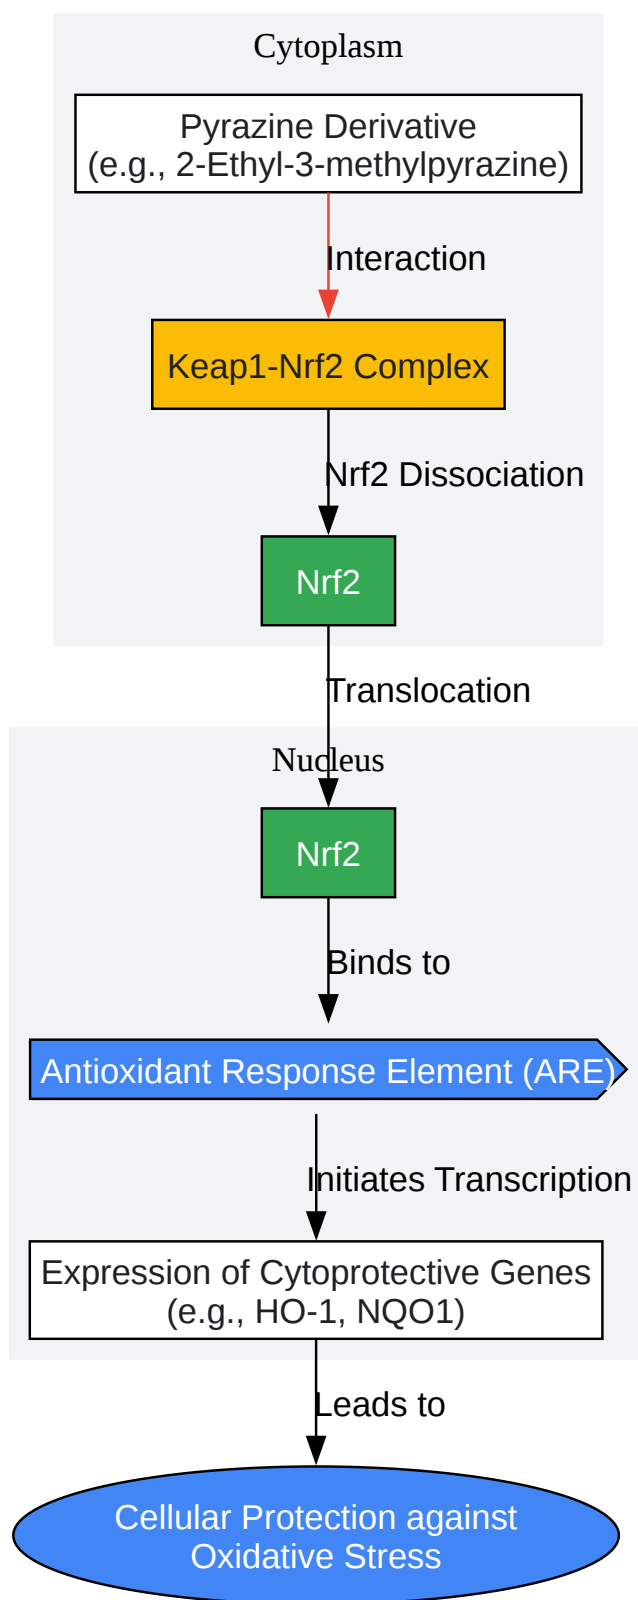 Cytoplasm
Pyrazine Derivative
(e.g., 2-Ethyl-3-methylpyrazine)
Interaction
Keap1-Nrf2 Complex
Nrf2 Dissociation
Nrf2
Translocation
Nucleus
Nrf2
Binds to
Antioxidant Response Element (ARE)
Initiates Transcription
Expression of Cytoprotective Genes
(e.g., HO-1, NQO1)
Leads to
Cellular Protection against
Oxidative Stress